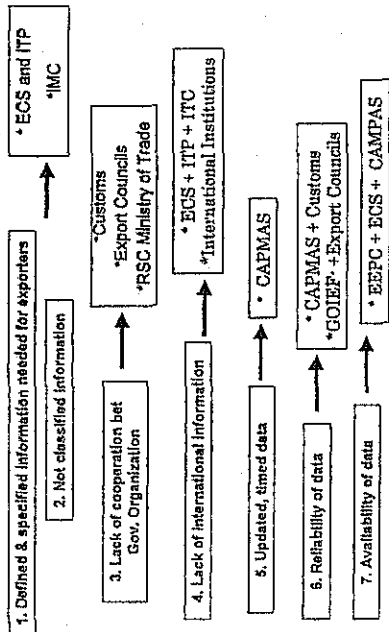 1. Defined & specified information needed for exporters
* ECS and ITP
*IMC
2. Not classified information
3. Lack of cooperation bet
Gov. Organization
*Customs
*Export Councils
*RSC Ministry of Trade
4. Lack of international information
* ECS + ITP + ITC
*International Institutions
5. Updated, timed data
* CAPMAS
6. Reliability of data
* CAPMAS + Customs
*GOIEF +Export Councils
7. Availability of data
* EEPC + ECS + CAMPAS